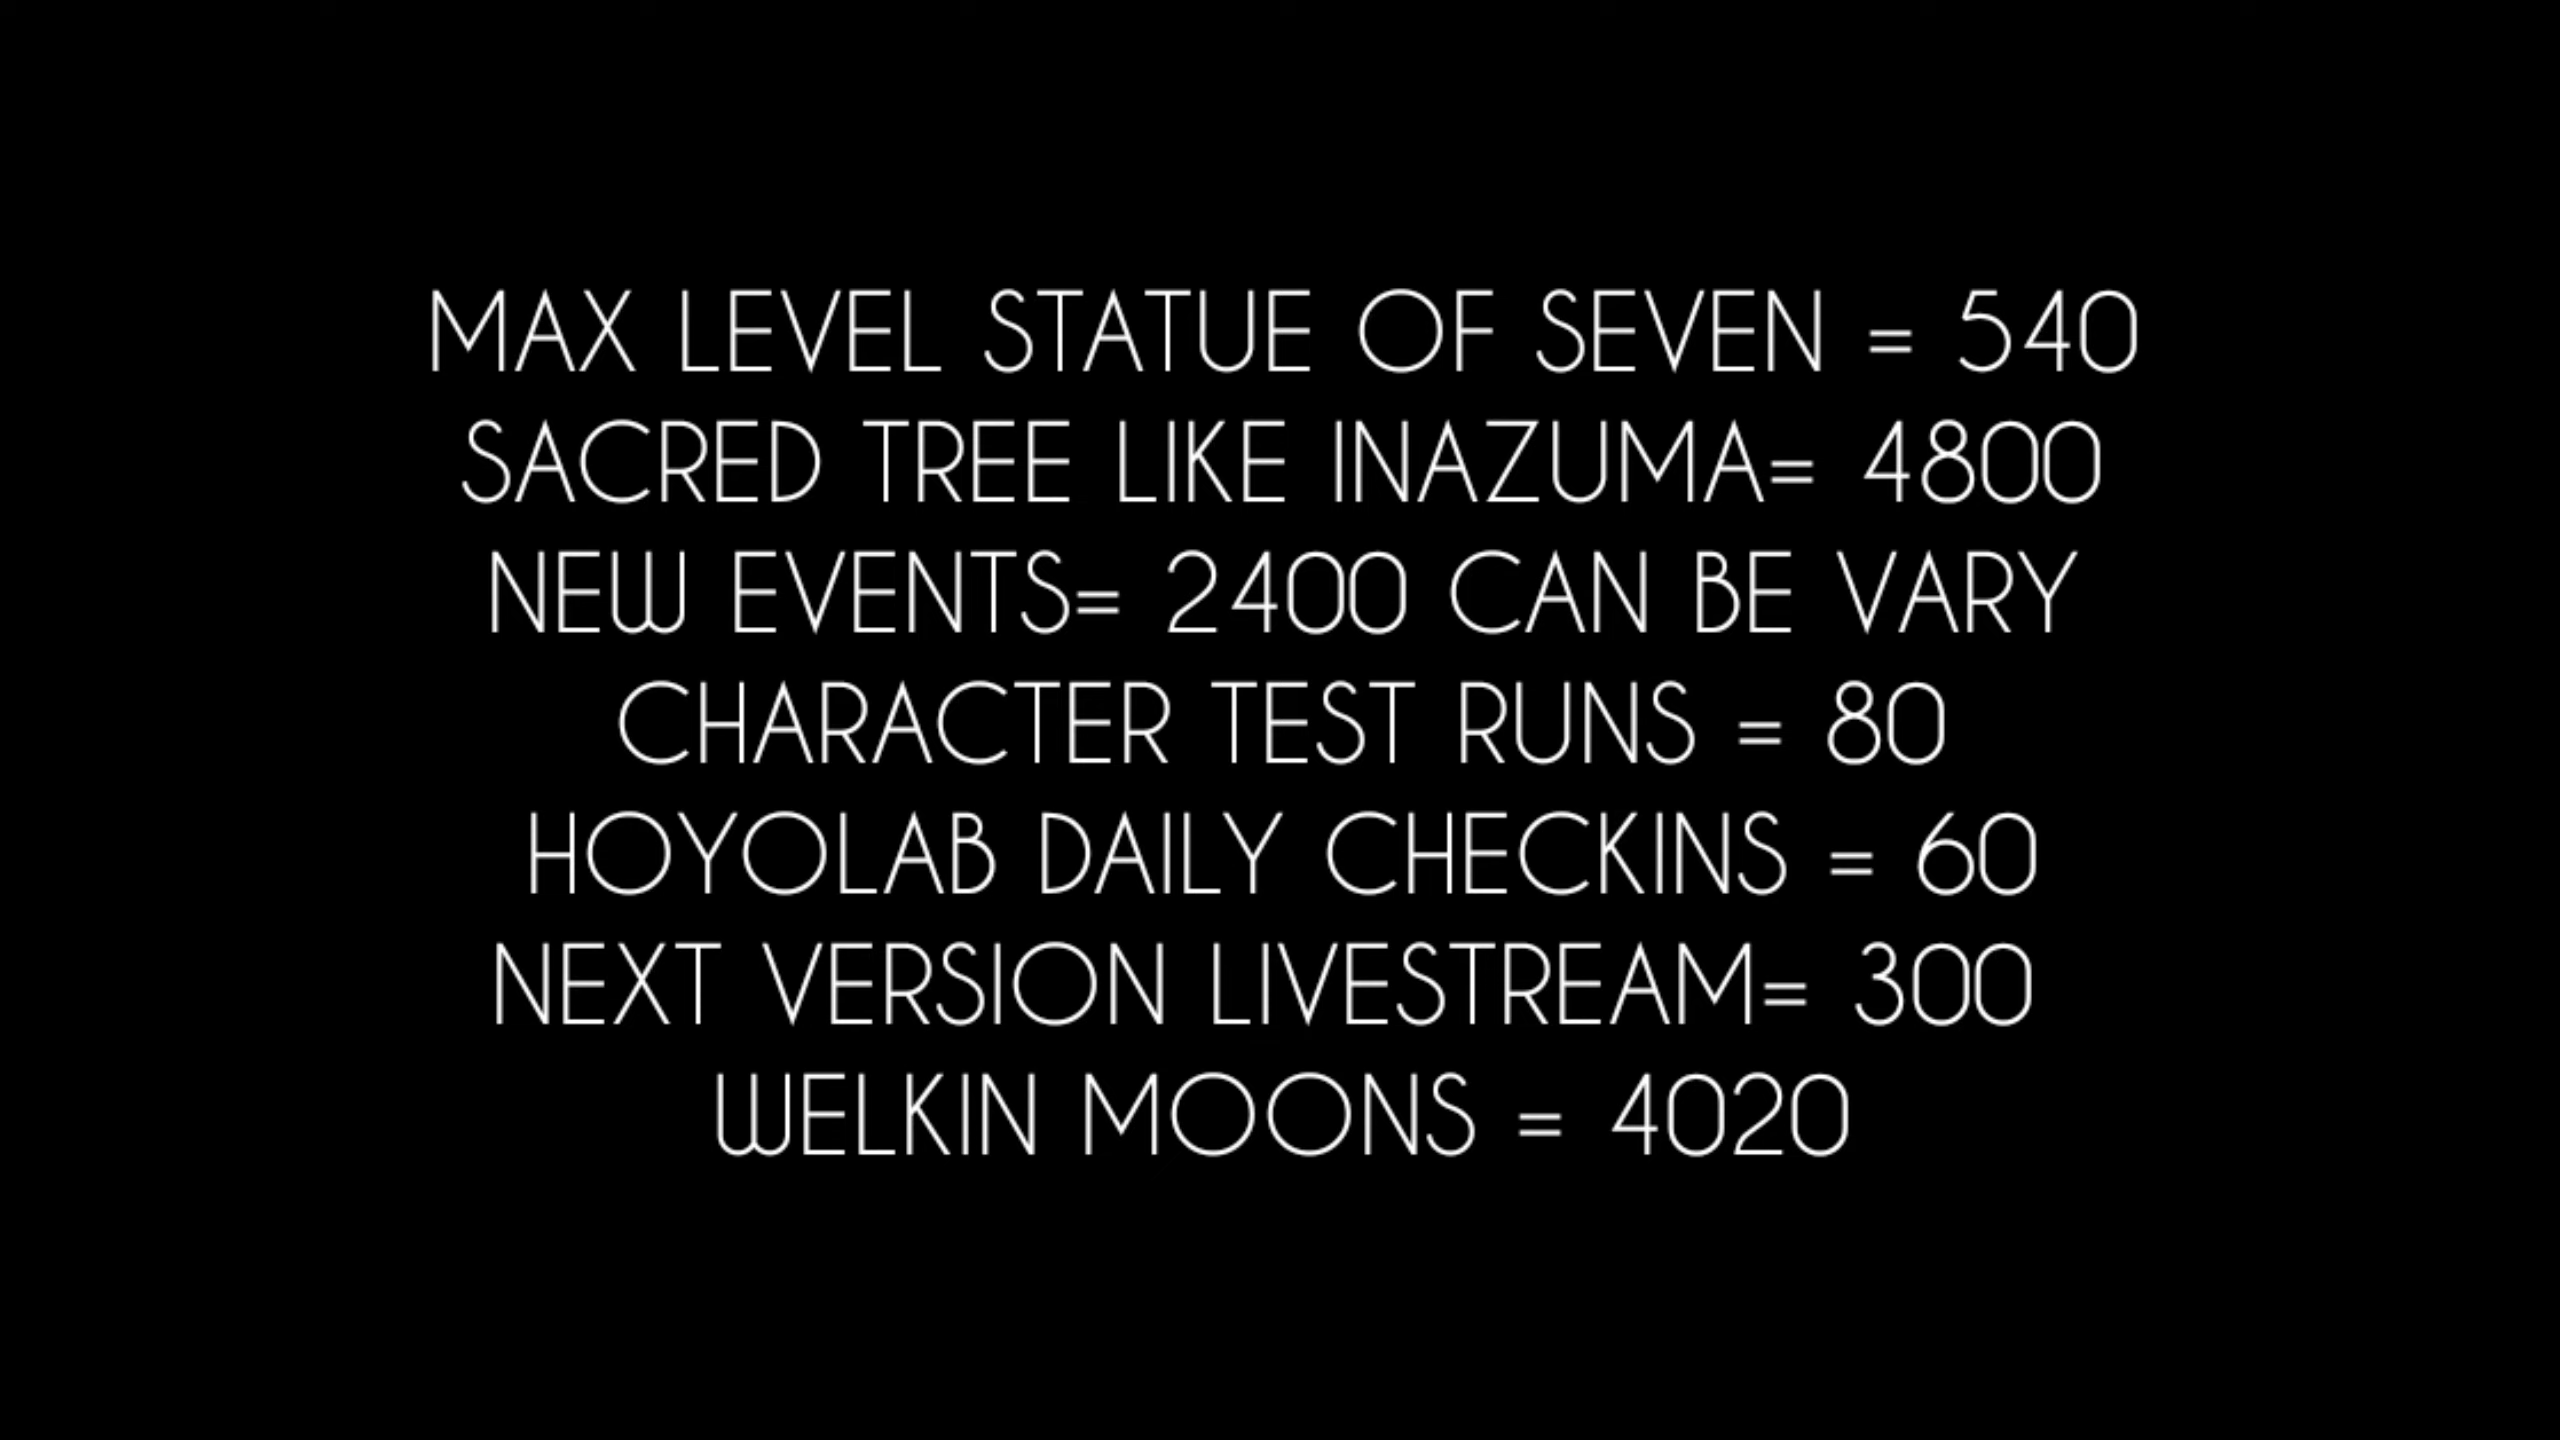 MAX LEVEL STATUE OF SEVEN = 540
SACRED TREE LIKE INAZUMA= 4800
NEW EVENTS= 2400 CAN BE VARY
CHARACTER TEST RUNS = 80
HOYOLAB DAILY CHECKINS = 60
NEXT VERSION LIVESTREAM= 300
WELKIN MOONS = 4020